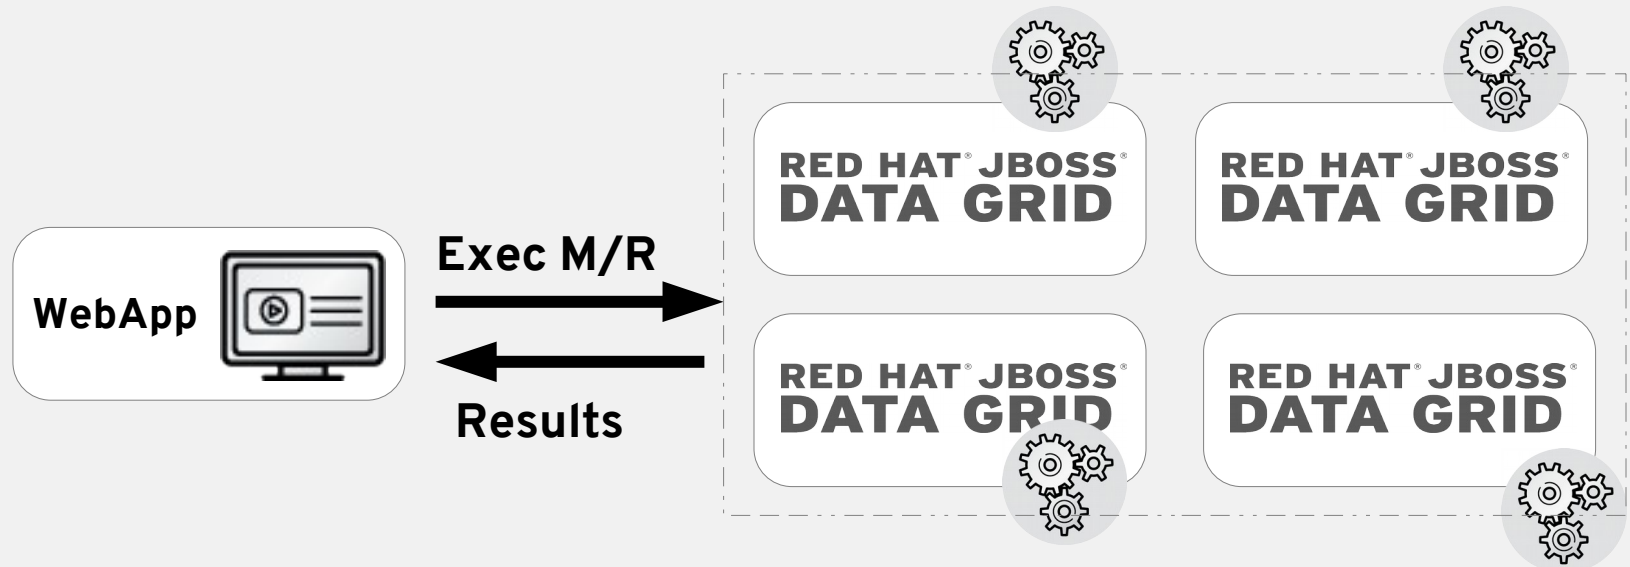 WebApp
Exec M/R
Results
RED HAT® JBOSS®
DATA GRID
RED HAT® JBOSS®
DATA GRID
RED HAT® JBOSS®
DATA GRID
RED HAT® JBOSS®
DATA GRID